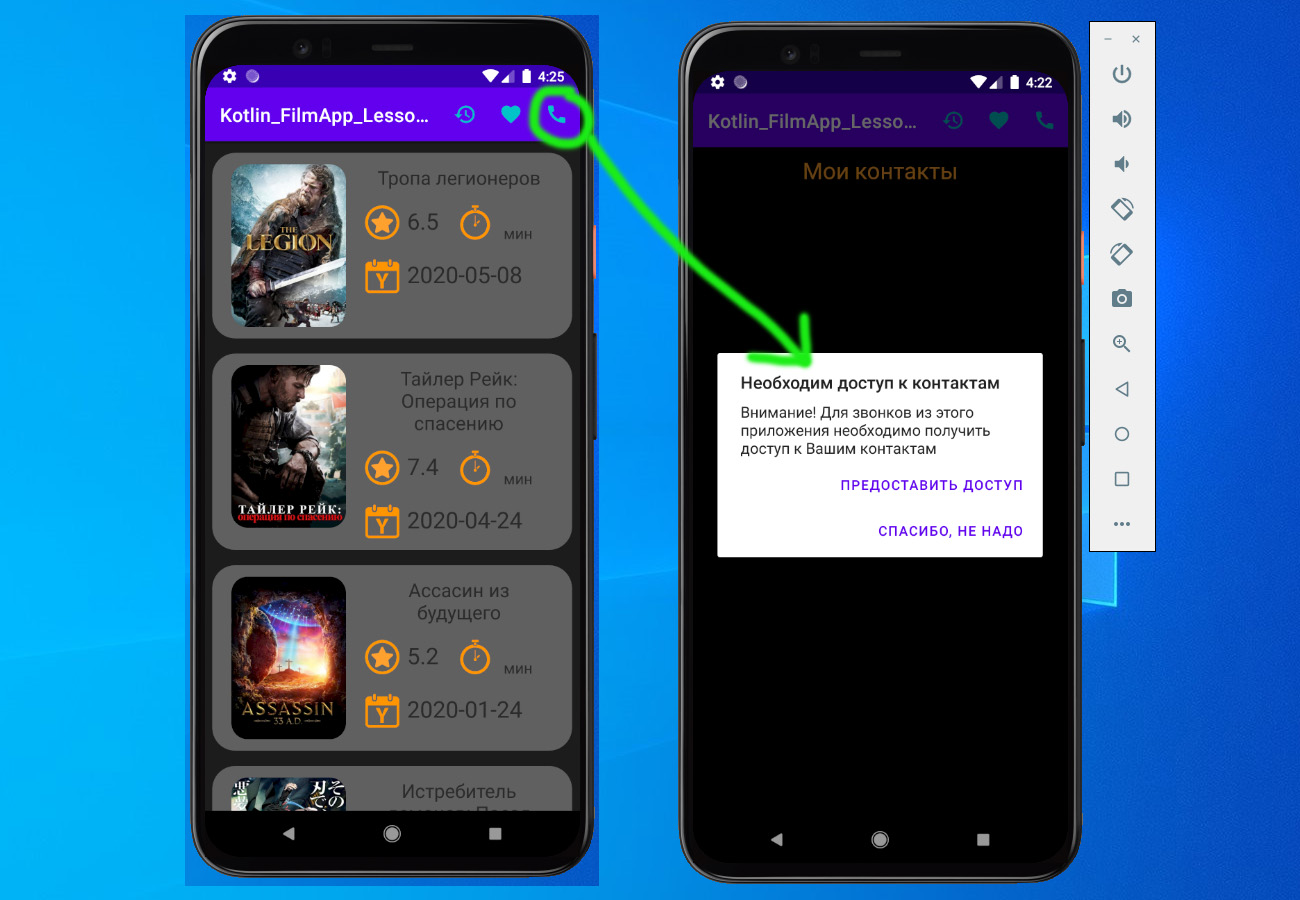 4:25
Kotlin_FilmApp_Lesso...
THE
LEGION
Тропа легионеров
6.5
мин
2020-05-08
ТАЙЛЕР РЕЙК:
операция по спасению
Тайлер Рейк:
Операция по
спасению
7.4
мин
2020-04-24
ASSASSIN
33 A.D.
Ассасин из
будущего
5.2
мин
2020-01-24
Истребитель
4:22
Kotlin_FilmApp_Lesso...
Мои контакты
Необходим доступ к контактам
Внимание! Для звонков из этого
приложения необходимо получить
доступ к Вашим контактам
ПРЕДОСТАВИТЬ ДОСТУП
СПАСИБО, НЕ НАДО